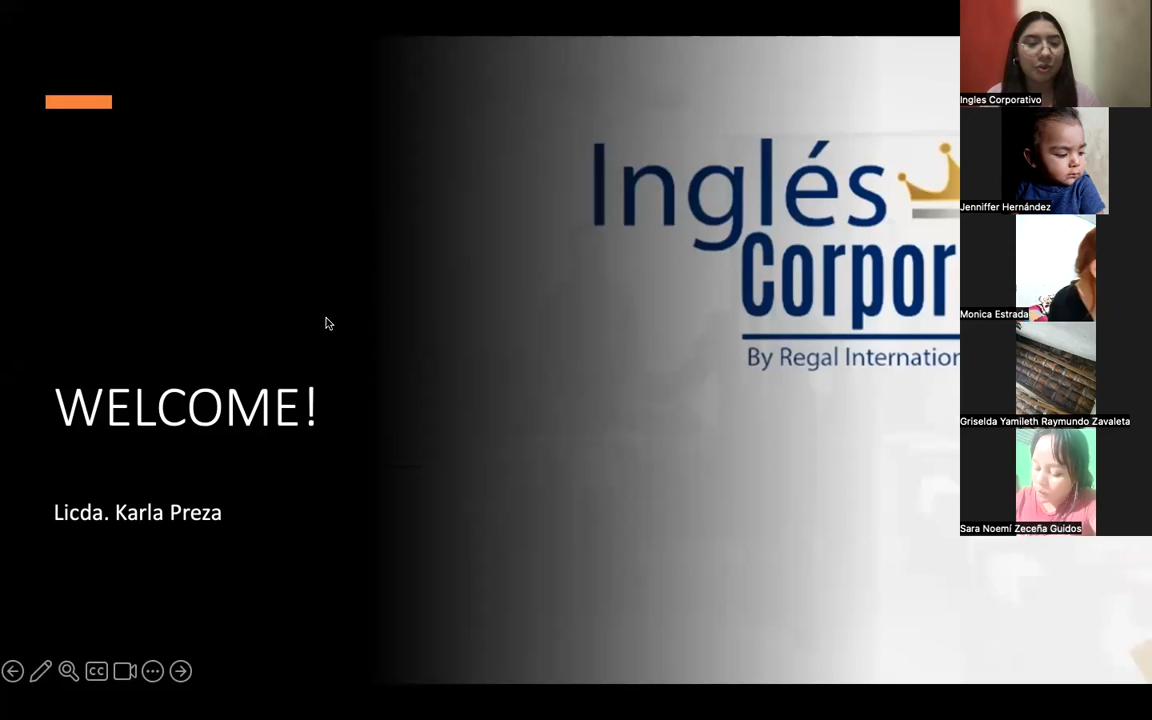 Inglés
Corpor
By Regal Internation
WELCOME!
Licda. Karla Preza
CC
Ingles Corporativo
Jenniffer Hernández
Monica Estrada
Griselda Yamileth Raymundo Zavaleta
Sara Noemí Zeceña Guidos